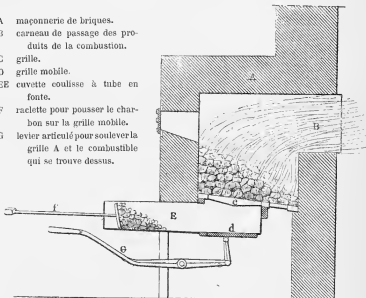 A maçonnerie de briques.
B carneau de passage des pro-
duits de la combustion.
C grille.
D grille mobile.
EE cuvette coulisse à tube en
fonte.
F raclette pour pousser le char-
bon sur la grille mobile.
G levier articulé pour soulever la
grille A et le combustible
qui se trouve dessus.
A
B
c
f
E
d
G